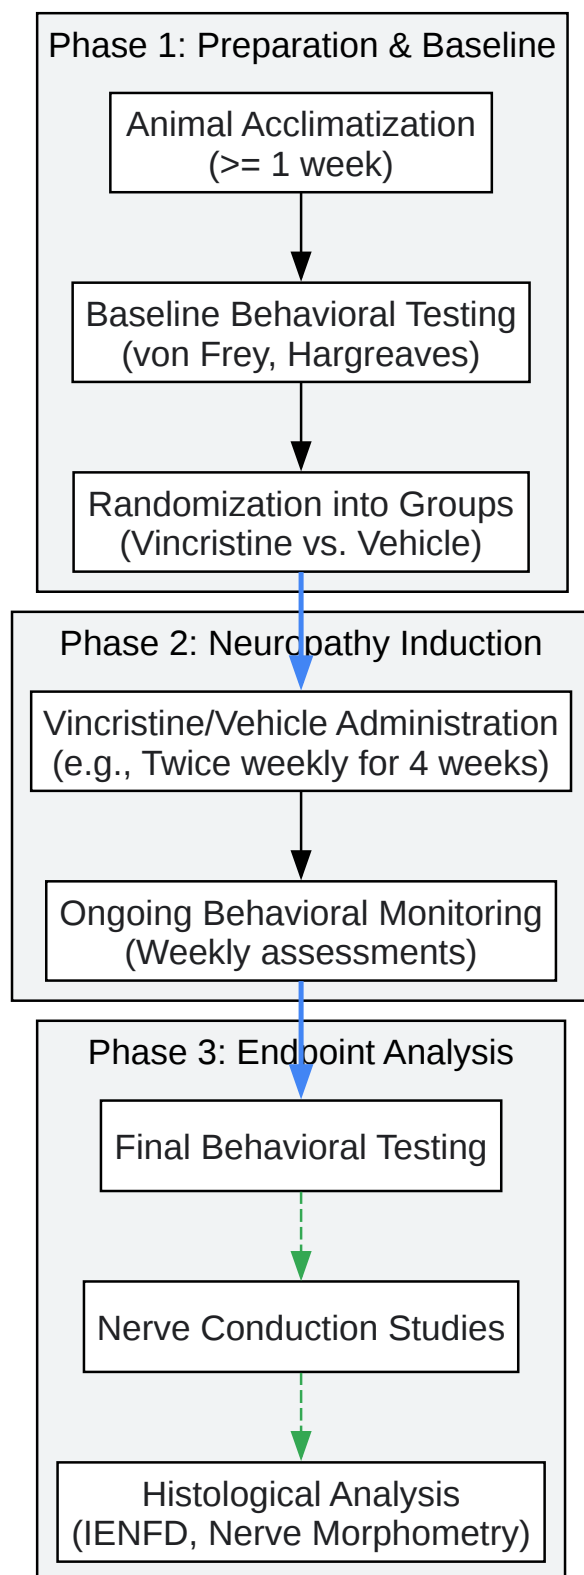 Phase 1: Preparation & Baseline
Animal Acclimatization
(>= 1 week)
Baseline Behavioral Testing
(von Frey, Hargreaves)
Randomization into Groups
(Vincristine vs. Vehicle)
Phase 2: Neuropathy Induction
Vincristine/Vehicle Administration
(e.g., Twice weekly for 4 weeks)
Ongoing Behavioral Monitoring
(Weekly assessments)
Phase 3: Endpoint Analysis
Final Behavioral Testing
Nerve Conduction Studies
Histological Analysis
(IENFD, Nerve Morphometry)